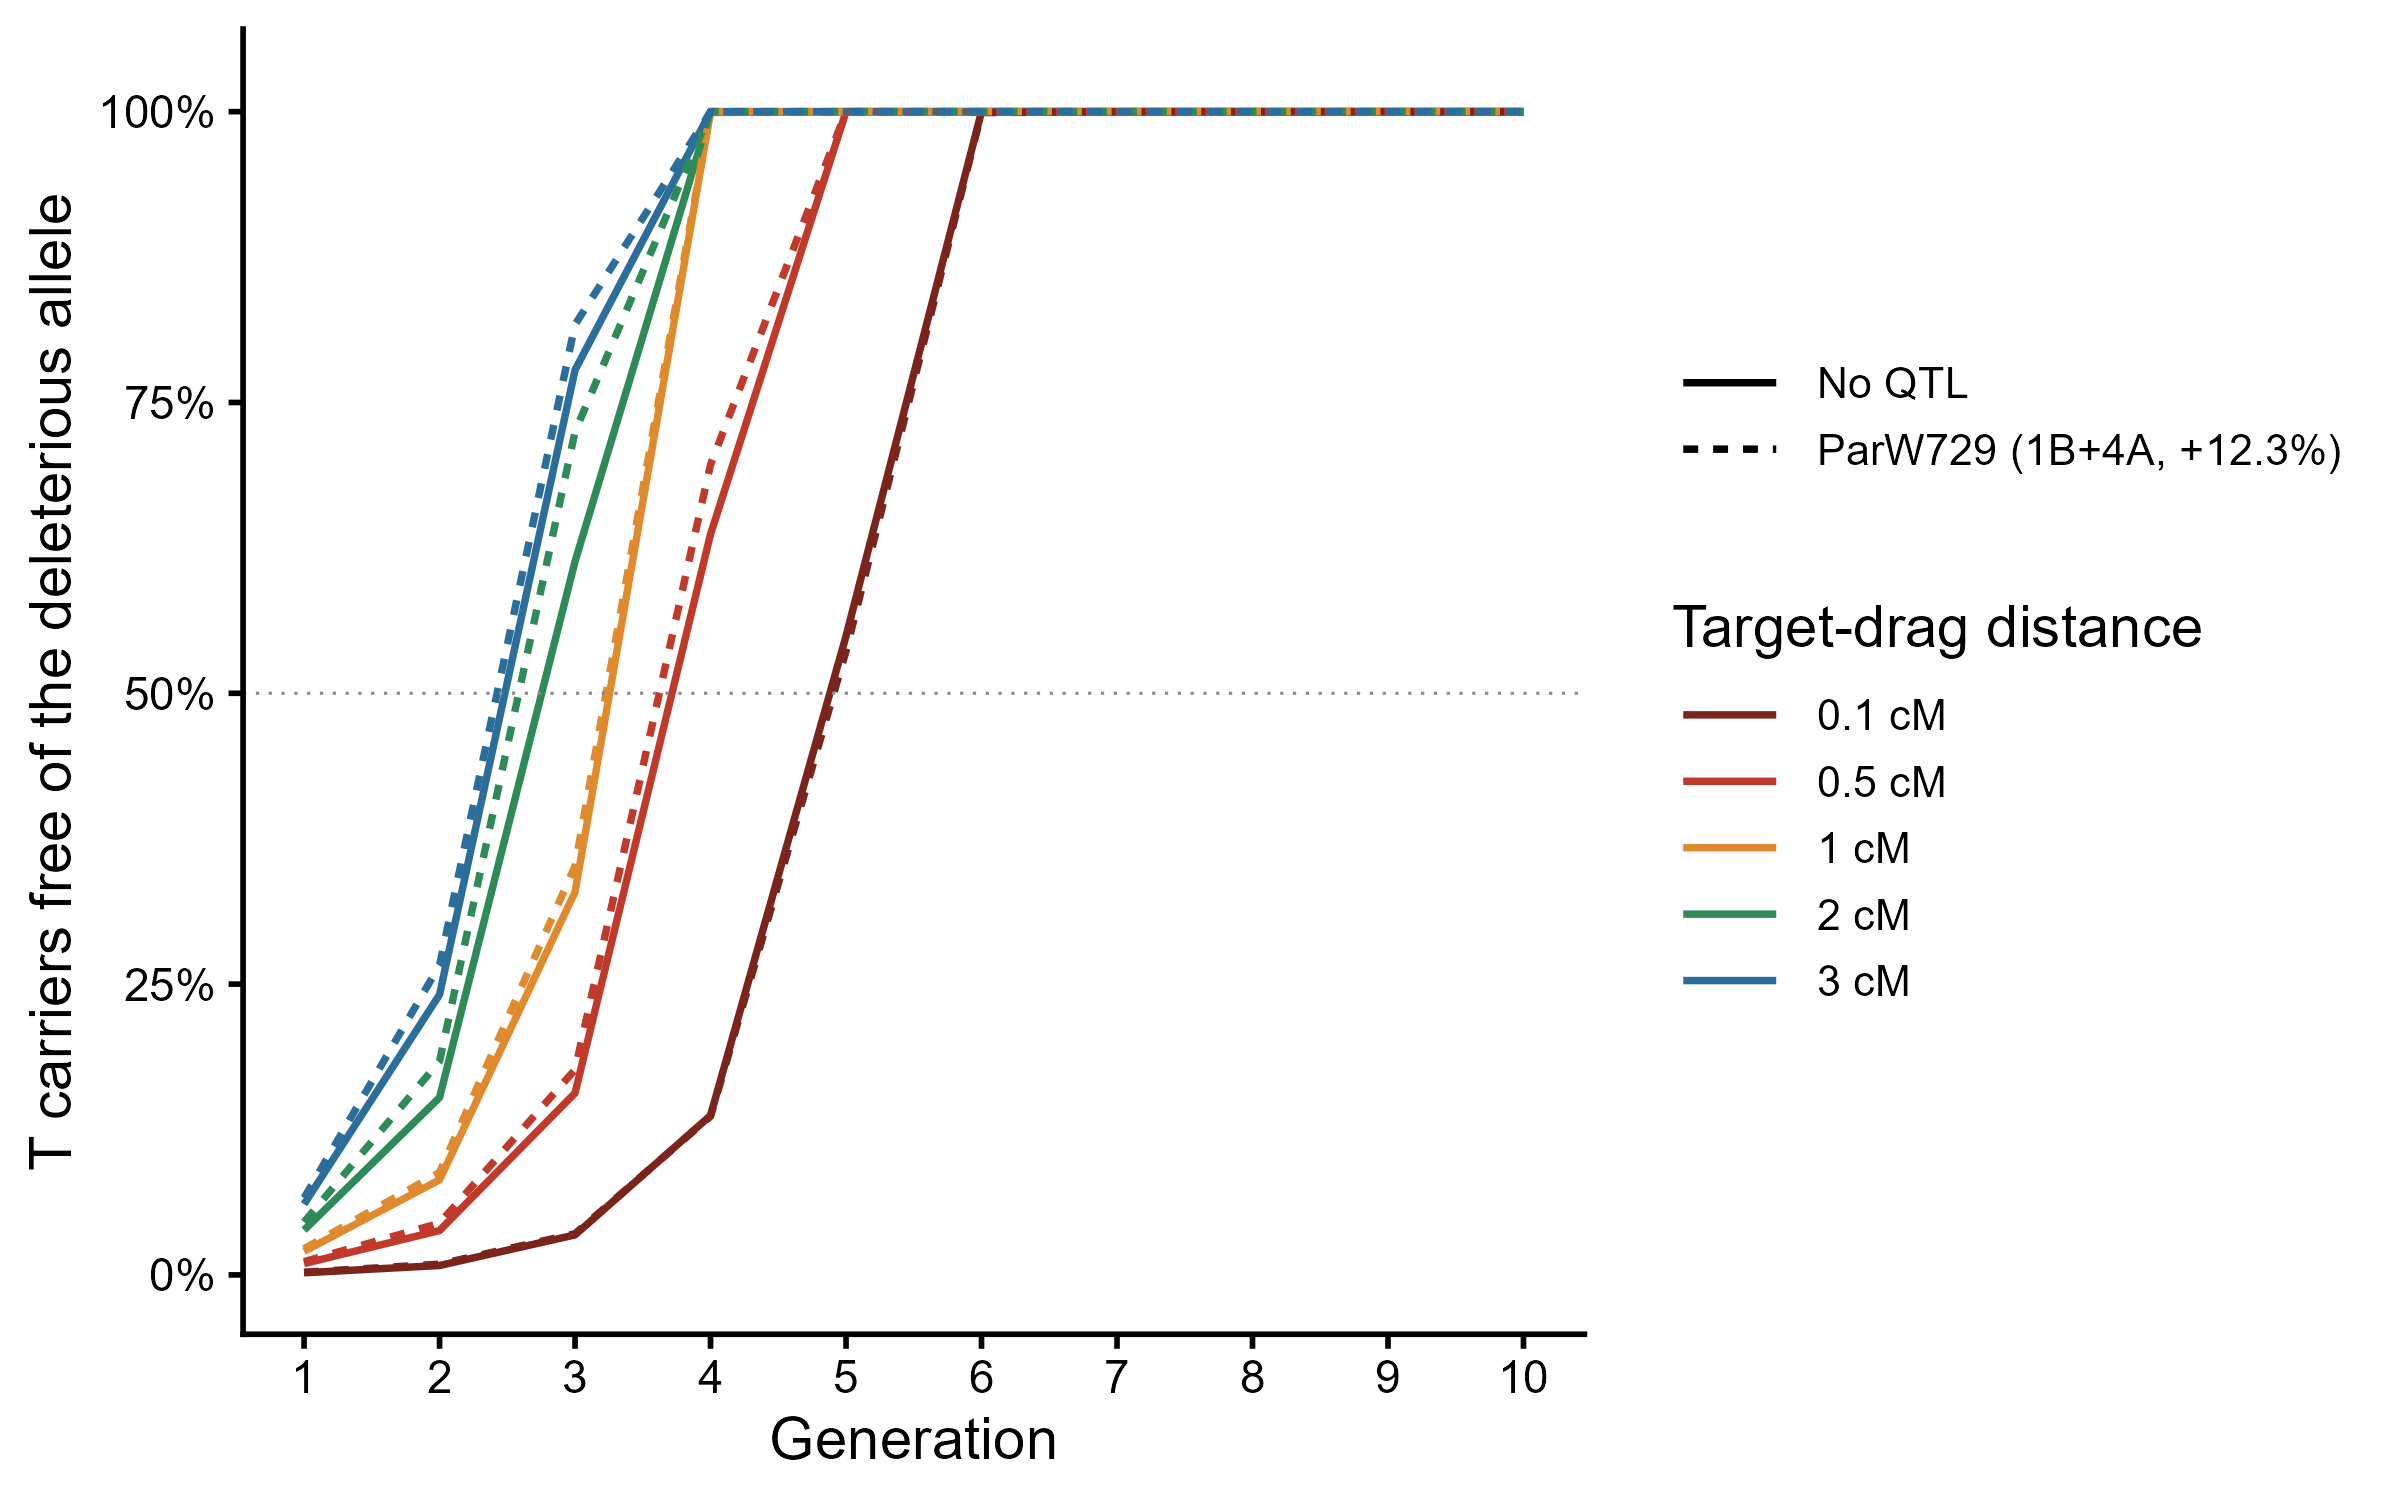 T carriers free of the deleterious allele
100%
75%
50%
25%
0%
1 2 3 4 5 6 7 8 9 10
Generation
No QTL
ParW729 (1B+4A, +12.3%)
Target-drag distance
0.1 cM
0.5 cM
1 cM
2 cM
3 cM